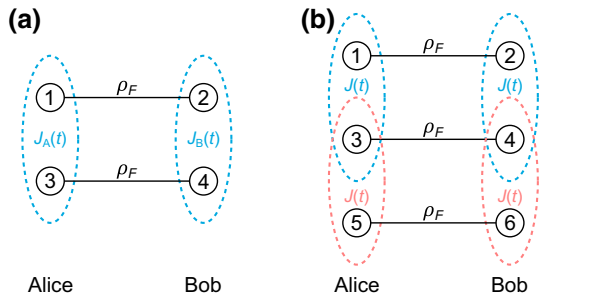 (a)
1 ρF 2
JA(t) JB(t)
3 ρF 4
Alice Bob
(b)
1 ρF 2
J(t) J(t)
3 ρF 4
J(t) J(t)
5 ρF 6
Alice Bob